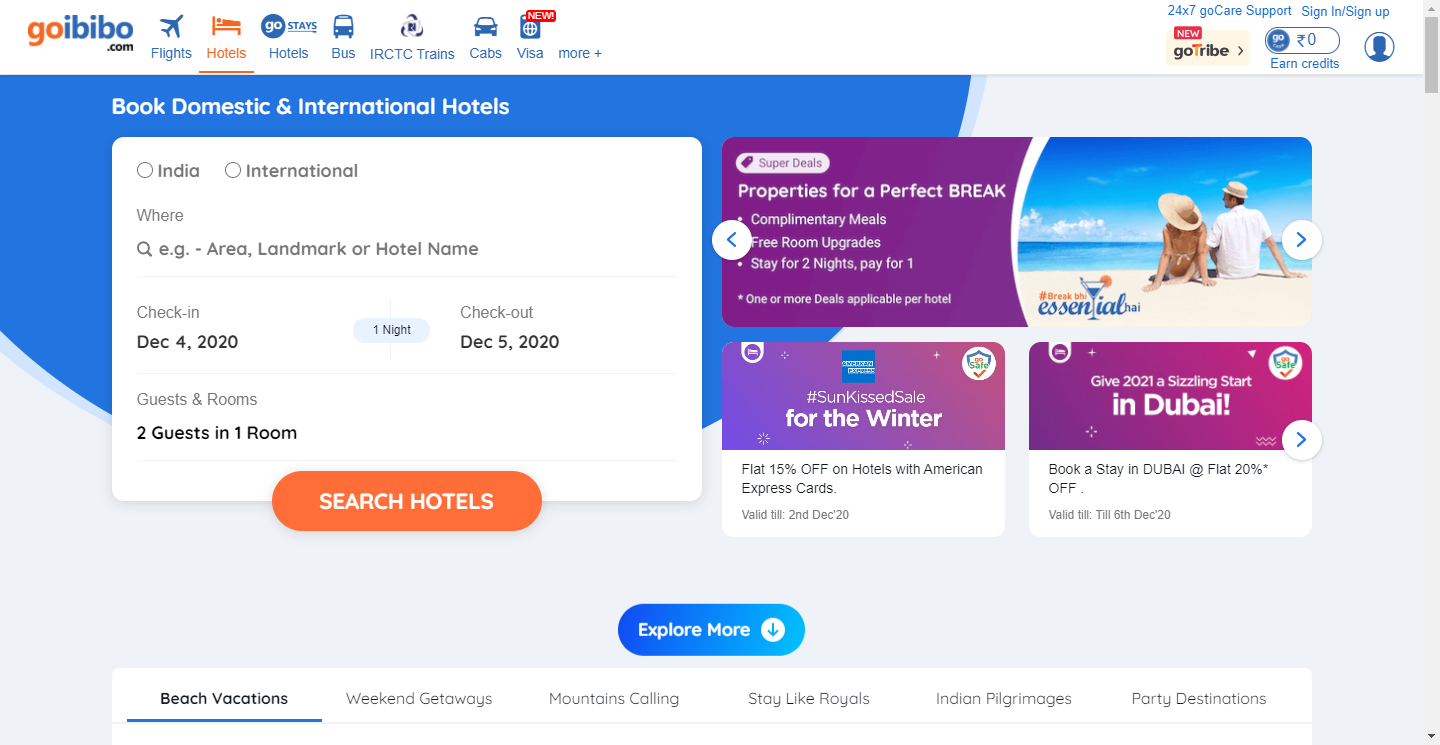 goibibo
.com
Flights
Hotels
go STAYS
Hotels
Bus
IRCTC Trains
Cabs
NEW!
Visa
more +
24x7 goCare Support
Sign In/Sign up
NEW
goTribe
go
₹0
Earn credits
Book Domestic & International Hotels
India
International
Where
e.g. - Area, Landmark or Hotel Name
Check-in
Dec 4, 2020
1 Night
Check-out
Dec 5, 2020
Guests & Rooms
2 Guests in 1 Room
SEARCH HOTELS
Super Deals
Properties for a Perfect BREAK
• Complimentary Meals
Free Room Upgrades
• Stay for 2 Nights, pay for 1
* One or more Deals applicable per hotel
#Break bhi
essential hai
AMERICAN
EXPRESS
go
Safe
#SunKissedSale
for the Winter
Flat 15% OFF on Hotels with American
Express Cards.
Valid till: 2nd Dec'20
go
Safe
Give 2021 a Sizzling Start
in Dubai!
Book a Stay in DUBAI @ Flat 20%*
OFF .
Valid till: Till 6th Dec'20
Explore More
Beach Vacations
Weekend Getaways
Mountains Calling
Stay Like Royals
Indian Pilgrimages
Party Destinations